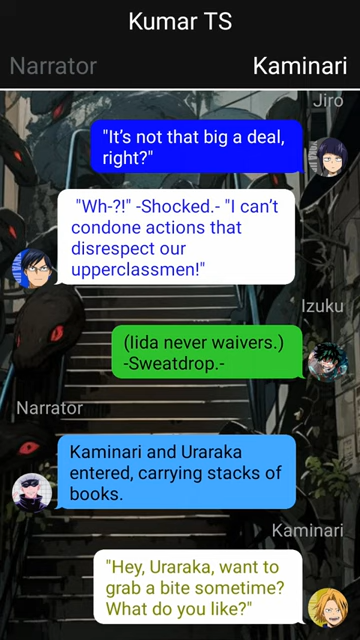 Kumar TS
Narrator
Kaminari
Jiro
"It's not that big a deal,
right?"
"Wh-?!" -Shocked.- "I can't
condone actions that
disrespect our
upperclassmen!"
Izuku
(Iida never waivers.)
-Sweatdrop.-
Narrator
Kaminari and Uraraka
entered, carrying stacks of
books.
Kaminari
"Hey, Uraraka, want to
grab a bite sometime?
What do you like?"